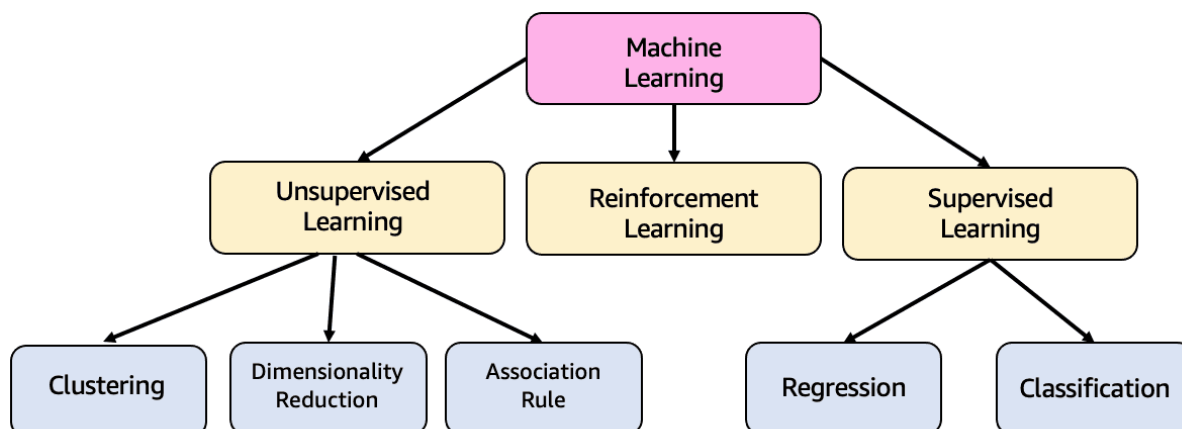 Machine
Learning
Unsupervised
Learning
Reinforcement
Learning
Supervised
Learning
Clustering
Dimensionality
Reduction
Association
Rule
Regression
Classification